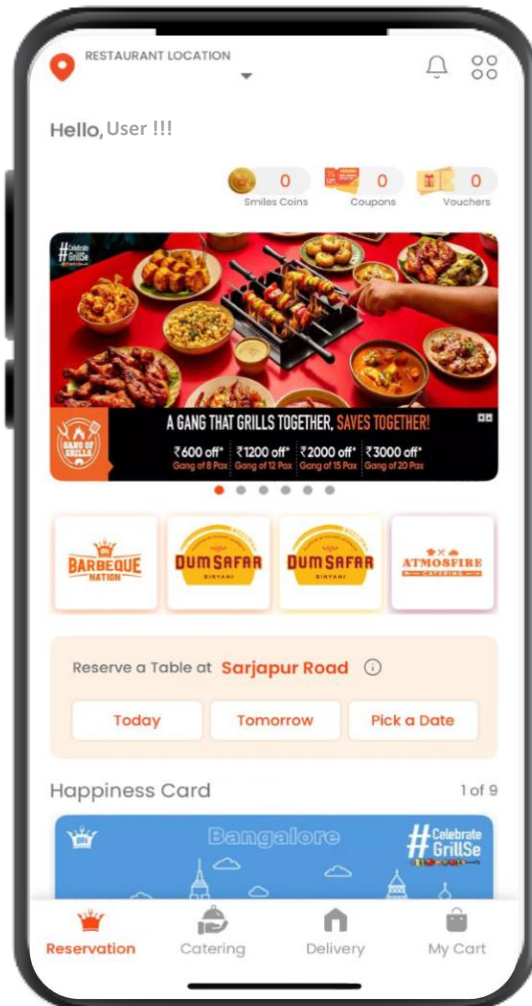 RESTAURANT LOCATION
Hello, User !!!
0 0 0
Smiles Coins Coupons Vouchers
#Celebrate
GrillSe
GANG OF
GRILLS
A GANG THAT GRILLS TOGETHER, SAVES TOGETHER!
₹600 off* ₹1200 off* ₹2000 off* ₹3000 off*
Gang of 8 Pax Gang of 12 Pax Gang of 15 Pax Gang of 20 Pax
BARBEQUE
NATION
DUM SAFAR
BIRYANI
DUM SAFAR
BIRYANI
ATMOSFIRE
CATERING
Reserve a Table at Sarjapur Road
Today Tomorrow Pick a Date
Happiness Card 1 of 9
Bangalore
#Celebrate
GrillSe
Reservation Catering Delivery My Cart